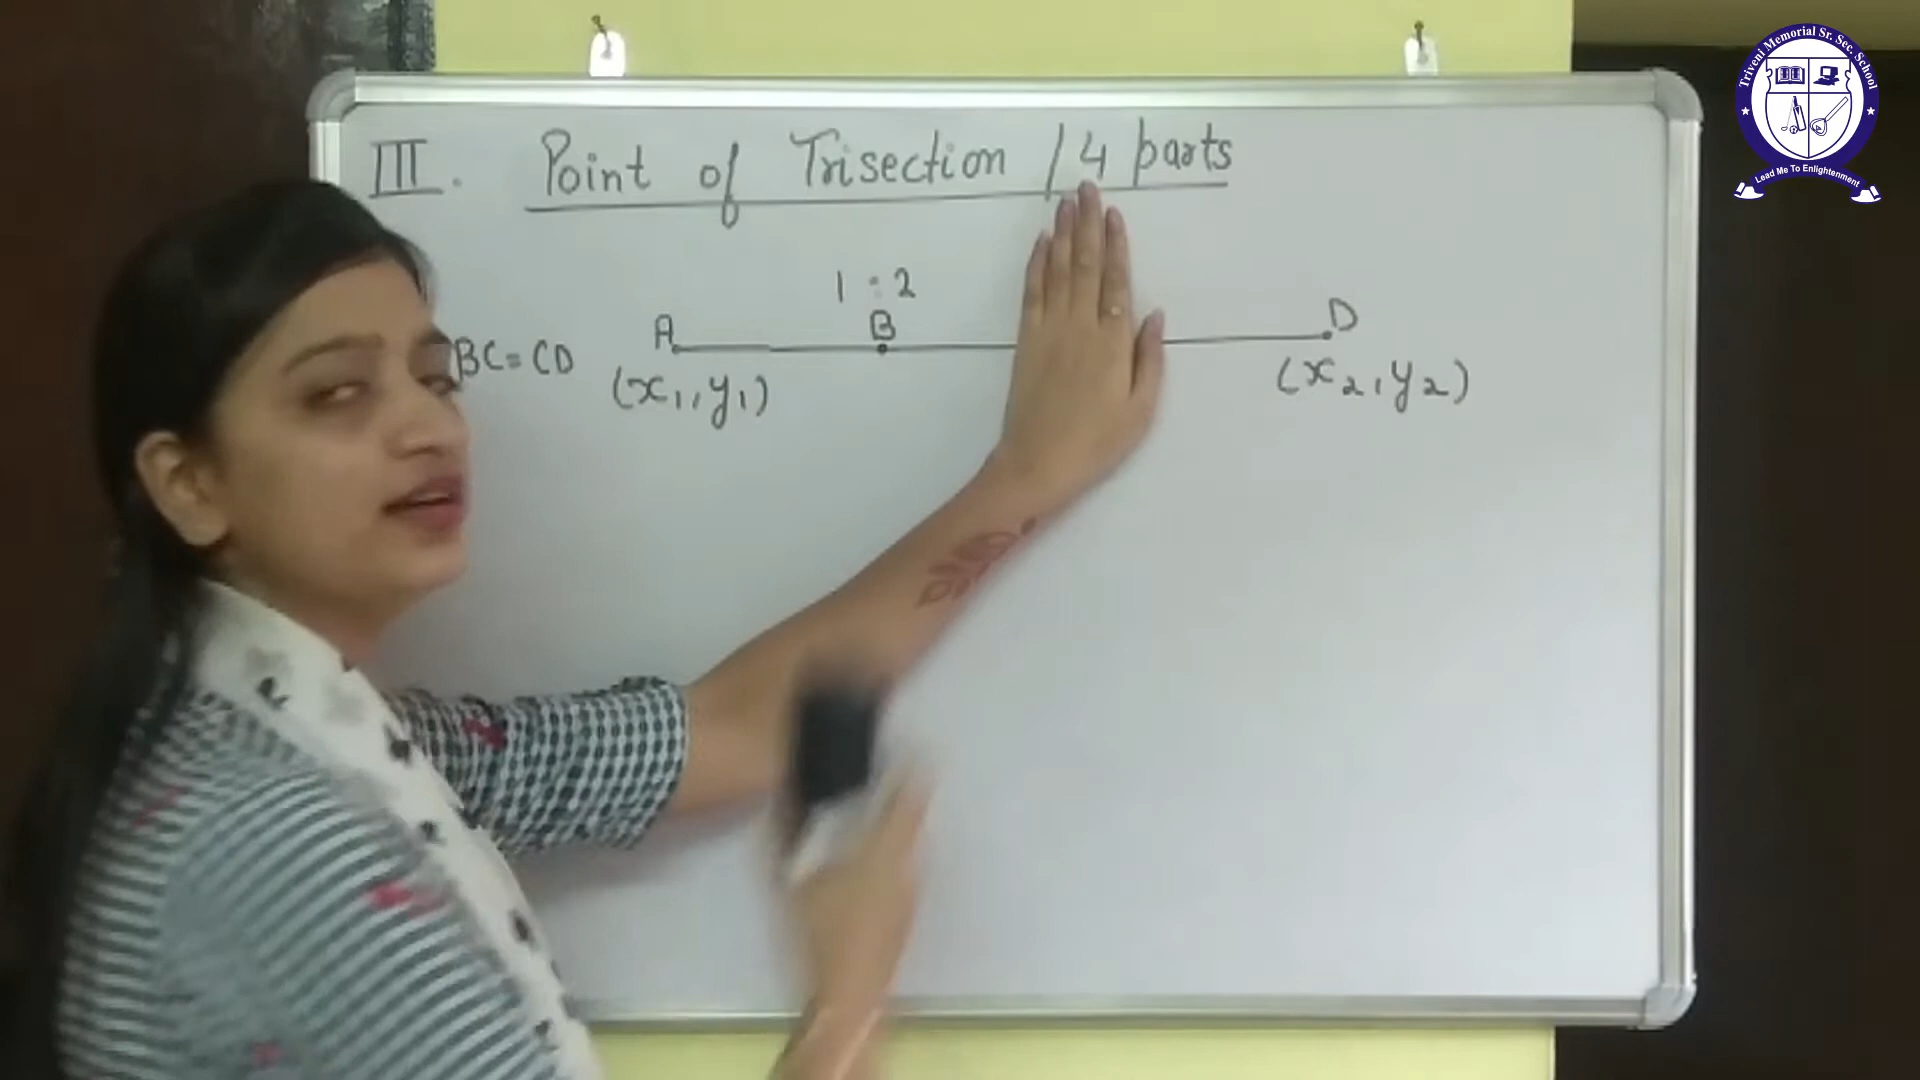 III. Point of Trisection / 4 parts
1 : 2
A B D
BC = CD
(x₁, y₁) (x₂, y₂)
Triveni Memorial Sr. Sec. School
Lead Me To Enlightenment